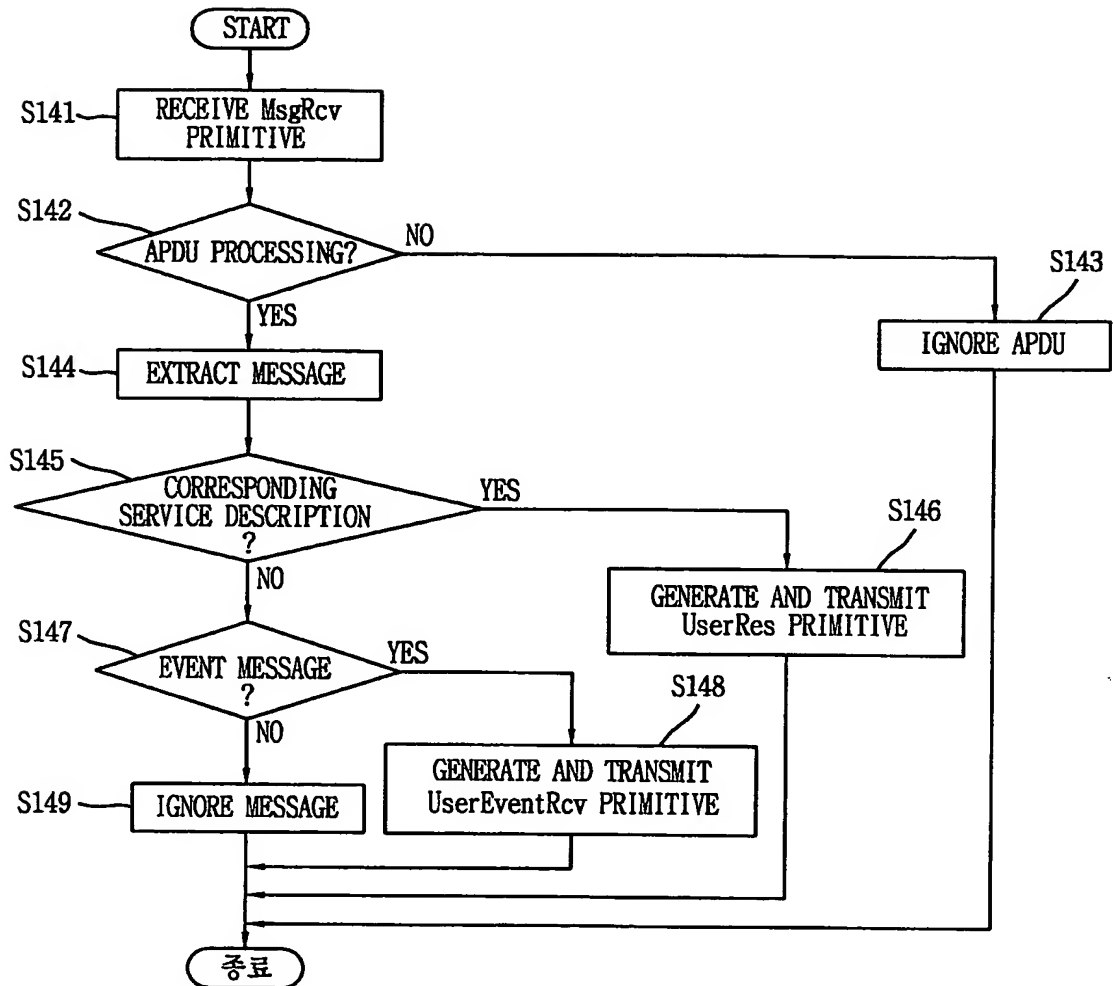 START
S141
RECEIVE MsgRcv
PRIMITIVE
S142
APDU PROCESSING?
NO
YES
S143
IGNORE APDU
S144
EXTRACT MESSAGE
S145
CORRESPONDING
SERVICE DESCRIPTION
?
YES
NO
S146
GENERATE AND TRANSMIT
UserRes PRIMITIVE
S147
EVENT MESSAGE
?
YES
NO
S148
GENERATE AND TRANSMIT
UserEventRcv PRIMITIVE
S149
IGNORE MESSAGE
종료